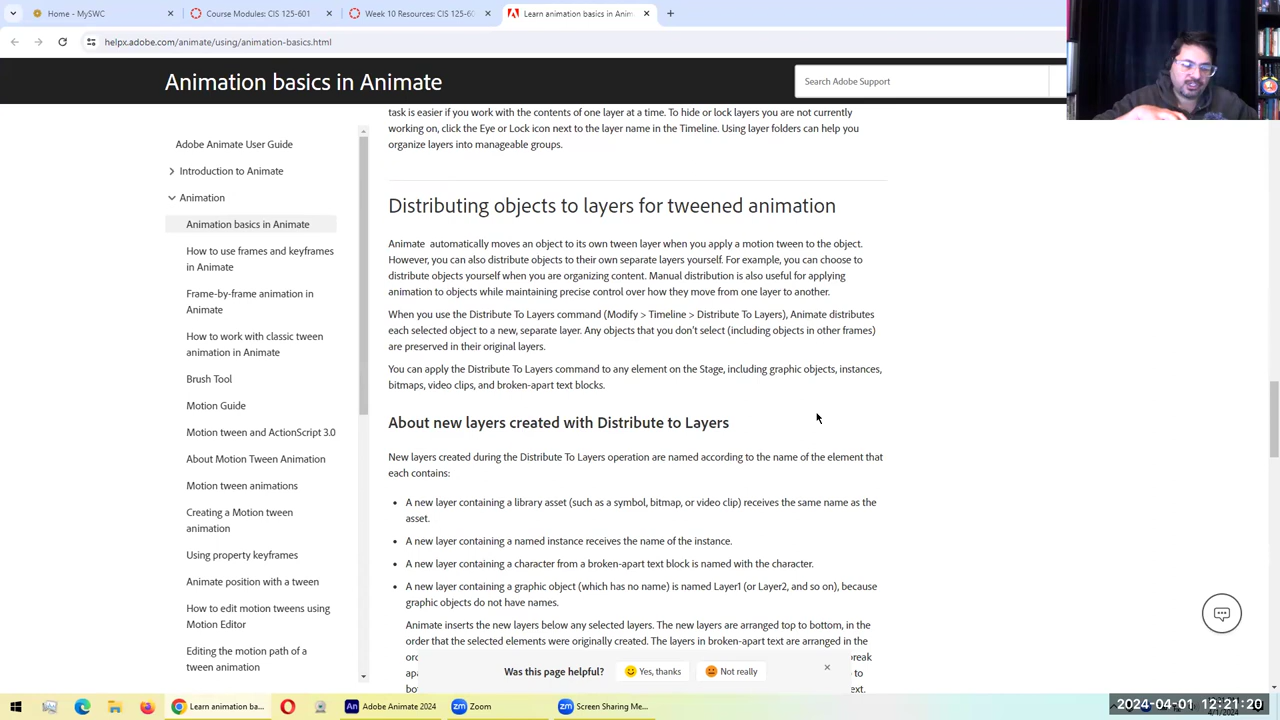 Home - MySWC
Course Modules: CIS 125-601
Week 10 Resources: CIS 125-60
Learn animation basics in Anim
helpx.adobe.com/animate/using/animation-basics.html
Animation basics in Animate
Search Adobe Support
Adobe Animate User Guide
Introduction to Animate
Animation
Animation basics in Animate
How to use frames and keyframes
in Animate
Frame-by-frame animation in
Animate
How to work with classic tween
animation in Animate
Brush Tool
Motion Guide
Motion tween and ActionScript 3.0
About Motion Tween Animation
Motion tween animations
Creating a Motion tween
animation
Using property keyframes
Animate position with a tween
How to edit motion tweens using
Motion Editor
Editing the motion path of a
tween animation
task is easier if you work with the contents of one layer at a time. To hide or lock layers you are not currently
working on, click the Eye or Lock icon next to the layer name in the Timeline. Using layer folders can help you
organize layers into manageable groups.
Distributing objects to layers for tweened animation
Animate automatically moves an object to its own tween layer when you apply a motion tween to the object.
However, you can also distribute objects to their own separate layers yourself. For example, you can choose to
distribute objects yourself when you are organizing content. Manual distribution is also useful for applying
animation to objects while maintaining precise control over how they move from one layer to another.
When you use the Distribute To Layers command (Modify > Timeline > Distribute To Layers), Animate distributes
each selected object to a new, separate layer. Any objects that you don't select (including objects in other frames)
are preserved in their original layers.
You can apply the Distribute To Layers command to any element on the Stage, including graphic objects, instances,
bitmaps, video clips, and broken-apart text blocks.
About new layers created with Distribute to Layers
New layers created during the Distribute To Layers operation are named according to the name of the element that
each contains:
• A new layer containing a library asset (such as a symbol, bitmap, or video clip) receives the same name as the
asset.
• A new layer containing a named instance receives the name of the instance.
• A new layer containing a character from a broken-apart text block is named with the character.
• A new layer containing a graphic object (which has no name) is named Layer1 (or Layer2, and so on), because
graphic objects do not have names.
Animate inserts the new layers below any selected layers. The new layers are arranged top to bottom, in the
order that the selected elements were originally created. The layers in broken-apart text are arranged in the
Was this page helpful? Yes, thanks Not really
Learn animation ba...
Adobe Animate 2024
Zoom
Screen Sharing Me...
2024-04-01 12:21:20